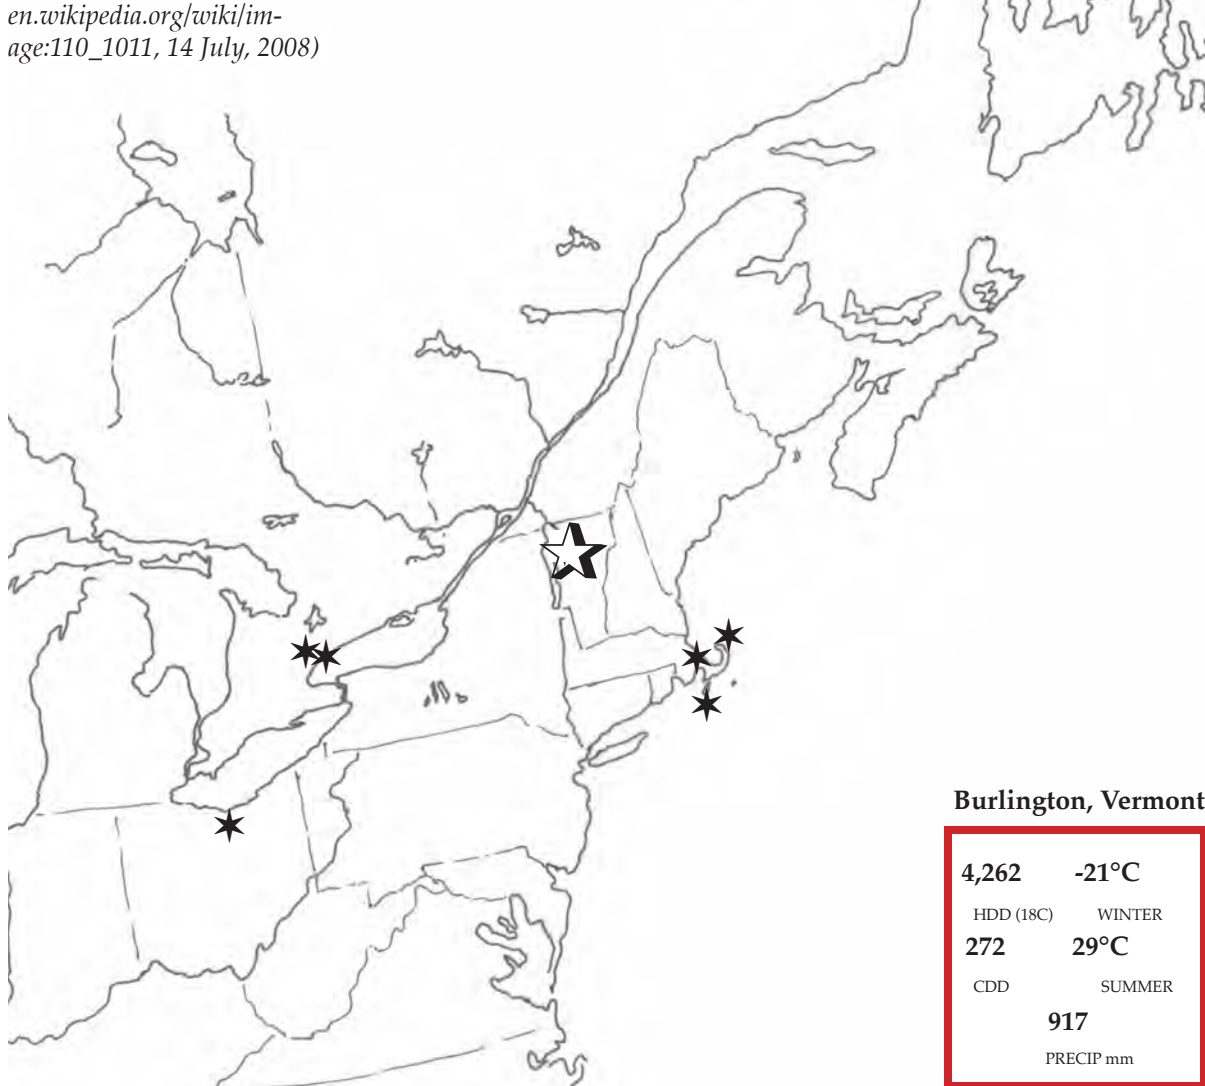 en.wikipedia.org/wiki/im-
age:110_1011, 14 July, 2008)
Burlington, Vermont
4,262 -21°C
HDD (18C) WINTER
272 29°C
CDD SUMMER
917
PRECIP mm